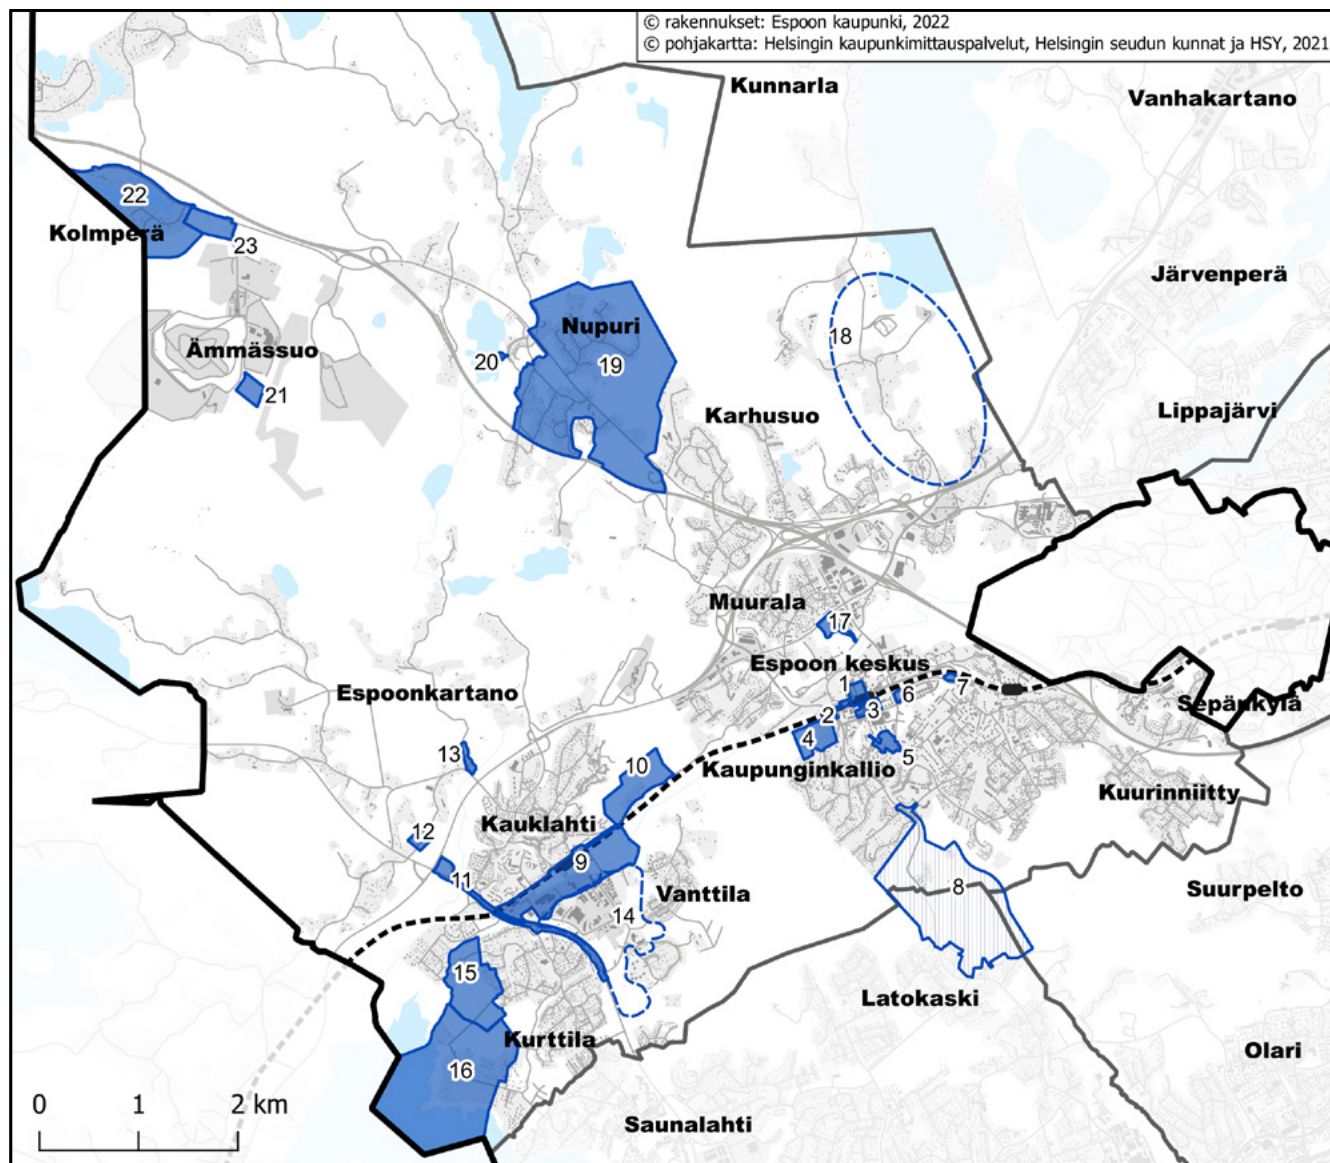 © rakennukset: Espoon kaupunki, 2022
© pohjakartta: Helsingin kaupunkimittauspalvelut, Helsingin seudun kunnat ja HSY, 2021
Kunnarla
Vanhakartano
22
Kolmperä
23
Järvenperä
Nupuri
18
Ämmässuo
20
19
21
Karhusuo
Lippajärvi
Muurala
17
Espoon keskus
Espoonkartano
1
6
7
2
3
Sepänkylä
4
13
5
10
Kaupunginkallio
Kuurinniitty
12
Kauklahti
9
11
Vanttila
8
Suurpelto
14
15
Latokaski
Kurttila
Olari
16
0 1 2 km
Saunalahti